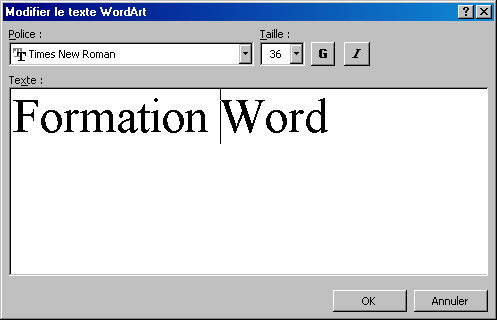 Modifier le texte WordArt
Police : Taille :
Times New Roman 36 G I
Texte :
Formation Word
OK Annuler